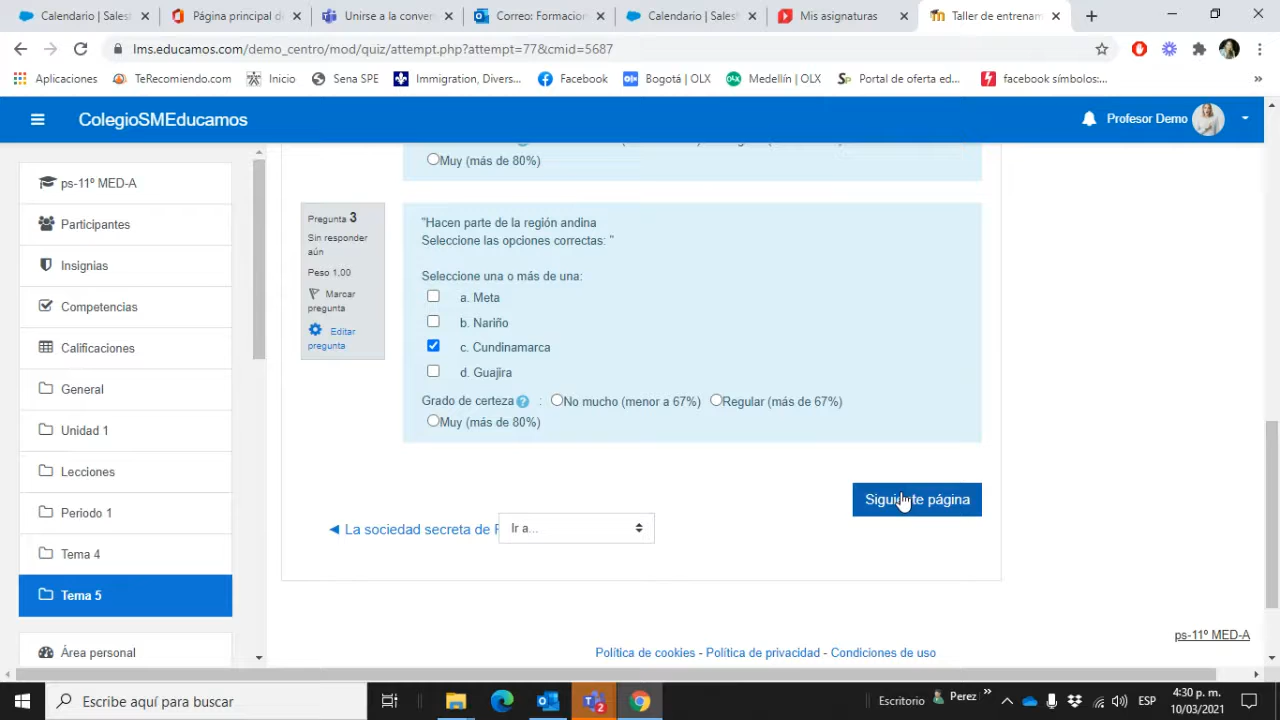 Calendario | Salesf
Página principal de
Unirse a la conver
Correo: Formacion
Calendario | Salesf
Mis asignaturas
Taller de entrenam
lms.educamos.com/demo_centro/mod/quiz/attempt.php?attempt=77&cmid=5687
Aplicaciones
TeRecomiendo.com
Inicio
Sena SPE
Immigration, Divers...
Facebook
Bogotá | OLX
Medellín | OLX
Portal de oferta ed...
facebook símbolos:...
ColegioSMEducamos
Profesor Demo
ps-11º MED-A
Participantes
Insignias
Competencias
Calificaciones
General
Unidad 1
Lecciones
Periodo 1
Tema 4
Tema 5
Área personal
Muy (más de 80%)
Pregunta 3
Sin responder
aún
Peso 1,00
Marcar
pregunta
Editar
pregunta
"Hacen parte de la región andina
Seleccione las opciones correctas: "
Seleccione una o más de una:
a. Meta
b. Nariño
c. Cundinamarca
d. Guajira
Grado de certeza ? : No mucho (menor a 67%) Regular (más de 67%)
Muy (más de 80%)
Siguiente página
◄ La sociedad secreta de
Ir a...
ps-11º MED-A
Política de cookies - Política de privacidad - Condiciones de uso
Escribe aquí para buscar
2
Escritorio
Perez
ESP
4:30 p. m.
10/03/2021